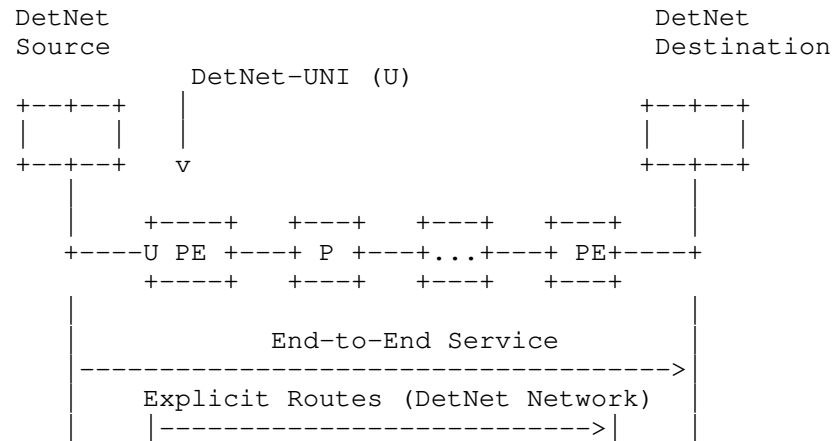 DetNet DetNet
Source Destination
DetNet-UNI (U)
v
U PE P ... PE
End-to-End Service
Explicit Routes (DetNet Network)